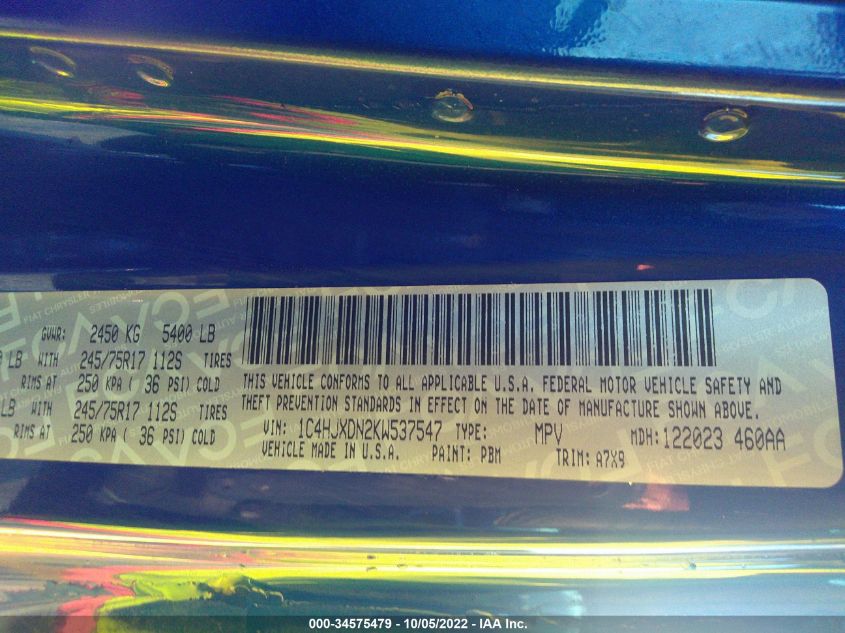 GVWR: 2450 KG 5400 LB
LB WITH 245/75R17 112S TIRES
RIMS AT 250 KPA ( 36 PSI) COLD
LB WITH 245/75R17 112S TIRES
RIMS AT 250 KPA ( 36 PSI) COLD
THIS VEHICLE CONFORMS TO ALL APPLICABLE U.S.A. FEDERAL MOTOR VEHICLE SAFETY AND
THEFT PREVENTION STANDARDS IN EFFECT ON THE DATE OF MANUFACTURE SHOWN ABOVE.
VIN: 1C4HJXDN2KW537547 TYPE: MPV MDH:122023 460AA
VEHICLE MADE IN U.S.A. PAINT: PBM TRIM: A7X9
000-34575479 - 10/05/2022 - IAA Inc.